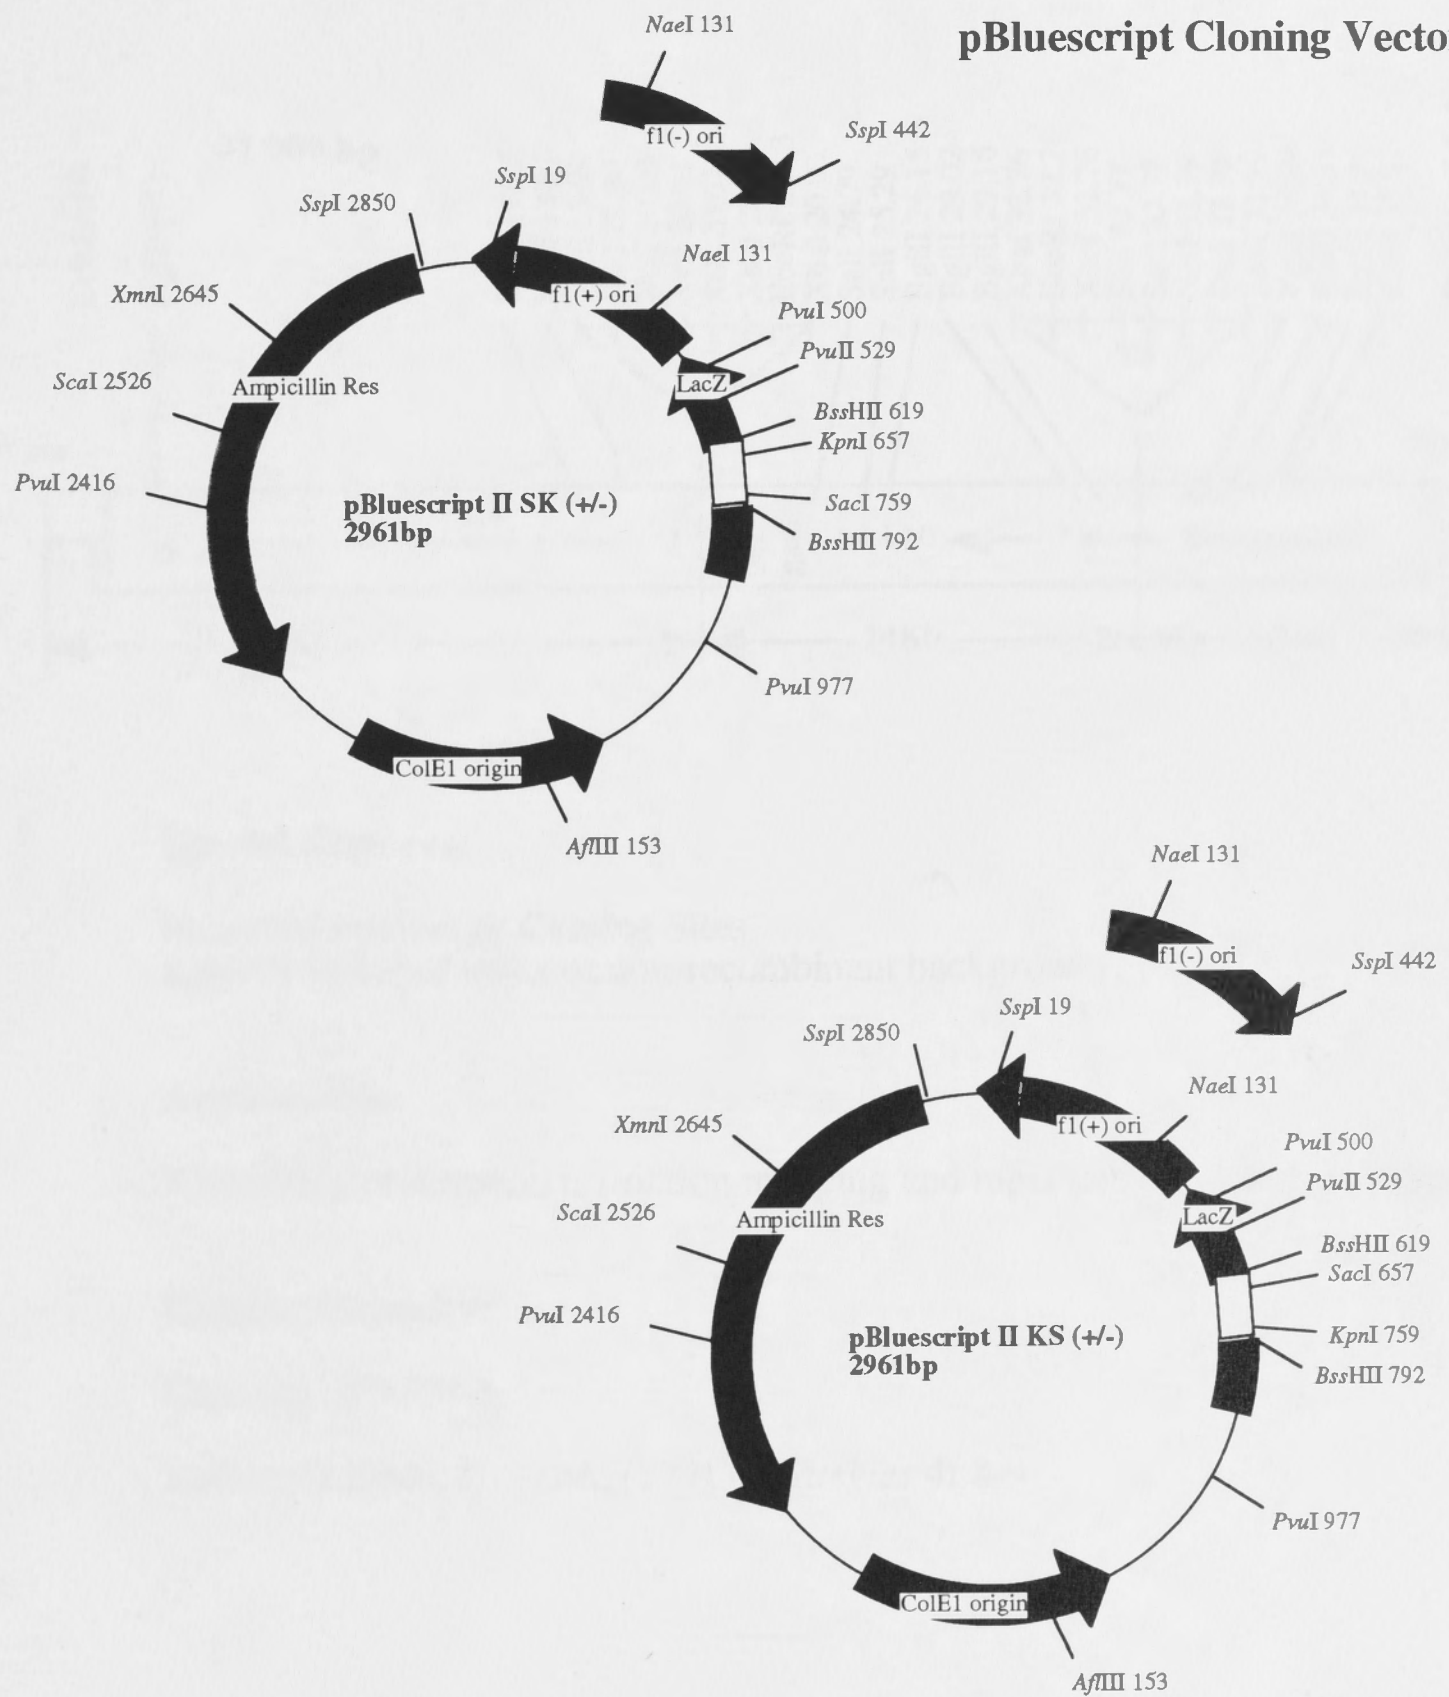 pBluescript Cloning Vecto
NaeI 131
f1(-) ori
SspI 442
SspI 19
SspI 2850
NaeI 131
XmnI 2645
f1(+) ori
PvuI 500
PvuII 529
ScaI 2526
Ampicillin Res
LacZ
BssHII 619
KpnI 657
PvuI 2416
pBluescript II SK (+/-)
2961bp
SacI 759
BssHII 792
PvuI 977
ColE1 origin
AflIII 153
NaeI 131
f1(-) ori
SspI 442
SspI 19
SspI 2850
NaeI 131
XmnI 2645
f1(+) ori
PvuI 500
PvuII 529
ScaI 2526
Ampicillin Res
LacZ
BssHII 619
SacI 657
PvuI 2416
pBluescript II KS (+/-)
2961bp
KpnI 759
BssHII 792
PvuI 977
ColE1 origin
AflIII 153